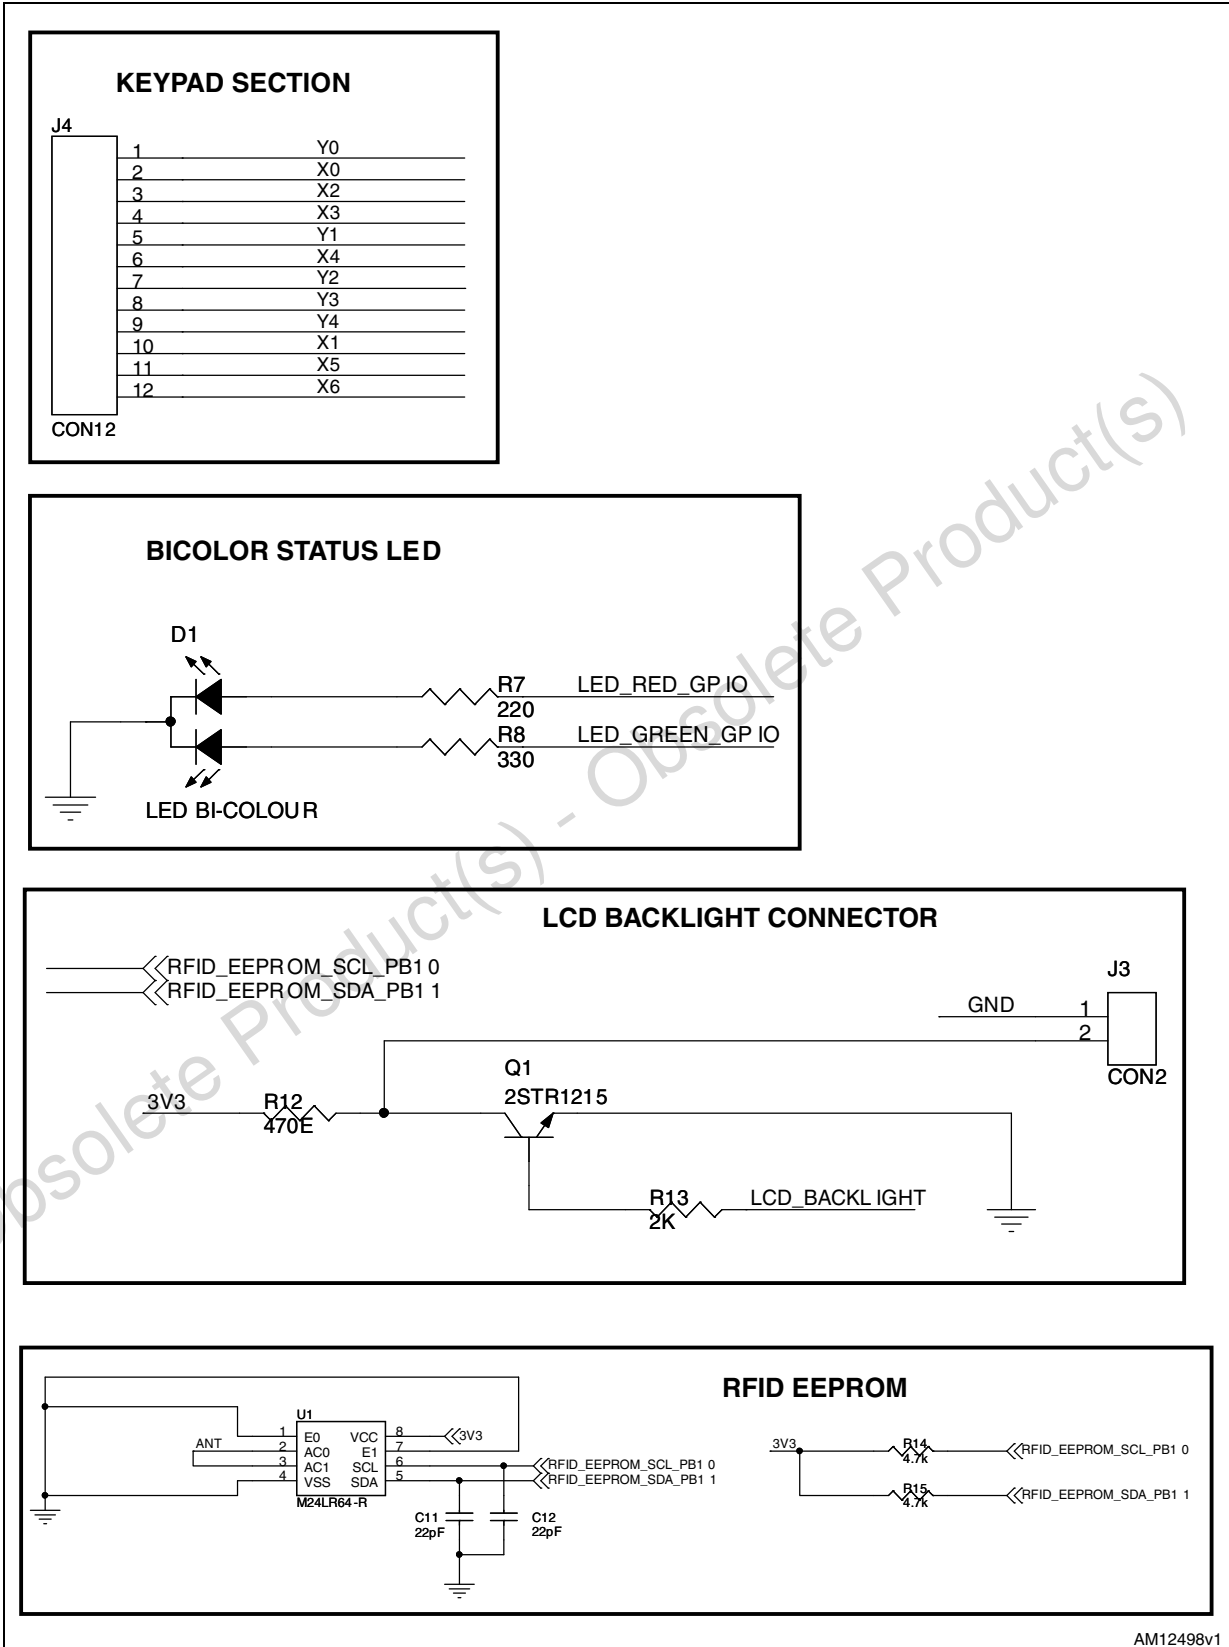 KEYPAD SECTION
J4
1 Y0
2 X0
3 X2
4 X3
5 Y1
6 X4
7 Y2
8 Y3
9 Y4
10 X1
11 X5
12 X6
CON12
BICOLOR STATUS LED
D1
R7 LED_RED_GPIO
220
R8 LED_GREEN_GPIO
330
LED BI-COLOUR
LCD BACKLIGHT CONNECTOR
RFID_EEPROM_SCL_PB10
RFID_EEPROM_SDA_PB11
J3
GND 1
2
CON2
Q1
2STR1215
3V3 R12
470E
R13 LCD_BACKLIGHT
2K
RFID EEPROM
U1
1 E0 VCC 8 3V3
ANT 2 AC0 E1 7
3 AC1 SCL 6 RFID_EEPROM_SCL_PB10
4 VSS SDA 5 RFID_EEPROM_SDA_PB11
M24LR64-R
C11 C12
22pF 22pF
3V3 R14 RFID_EEPROM_SCL_PB10
4.7k
R15 RFID_EEPROM_SDA_PB11
4.7k
Obsolete Product(s) - Obsolete Product(s)
AM12498v1